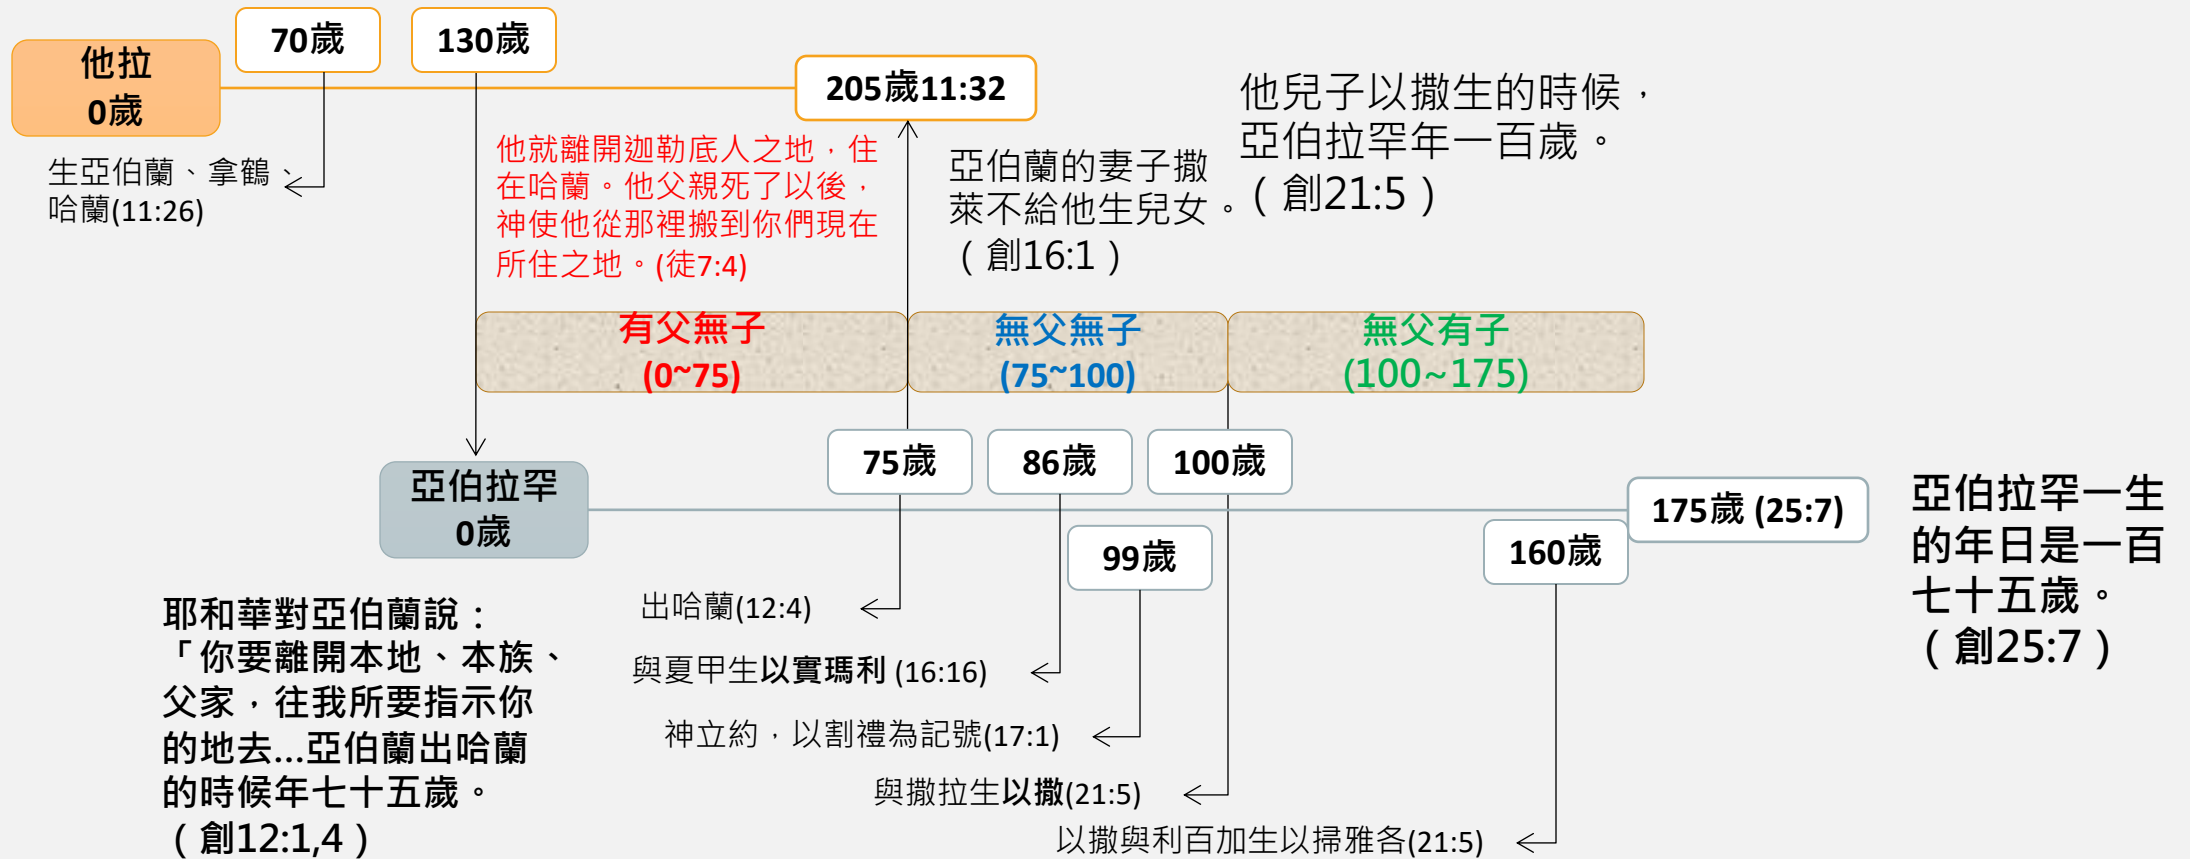 他拉
0歲
70歲
130歲
205歲11:32
生亞伯蘭、拿鶴、
哈蘭(11:26)
他就離開迦勒底人之地，住
在哈蘭。他父親死了以後，
神使他從那裡搬到你們現在
所住之地。(徒7:4)
亞伯蘭的妻子撒
萊不給他生兒女。
（創16:1）
他兒子以撒生的時候，
亞伯拉罕年一百歲。
（創21:5）
有父無子
(0~75)
無父無子
(75~100)
無父有子
(100~175)
亞伯拉罕
0歲
75歲
86歲
100歲
99歲
160歲
175歲 (25:7)
亞伯拉罕一生
的年日是一百
七十五歲。
（創25:7）
耶和華對亞伯蘭說：
「你要離開本地、本族、
父家，往我所要指示你
的地去...亞伯蘭出哈蘭
的時候年七十五歲。
（創12:1,4）
出哈蘭(12:4)
與夏甲生以實瑪利 (16:16)
神立約，以割禮為記號(17:1)
與撒拉生以撒(21:5)
以撒與利百加生以掃雅各(21:5)